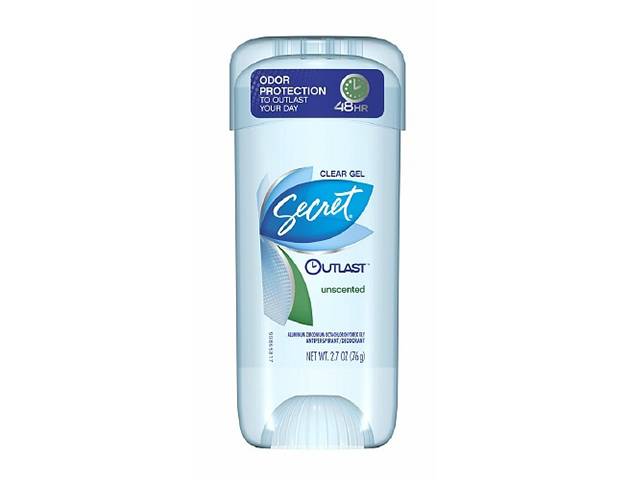 ODOR
PROTECTION
TO OUTLAST
YOUR DAY
48HR
CLEAR GEL
Secret®
OUTLAST™
unscented
ANTIPERSPIRANT/DEODORANT
NET WT. 2.7 OZ (76g)